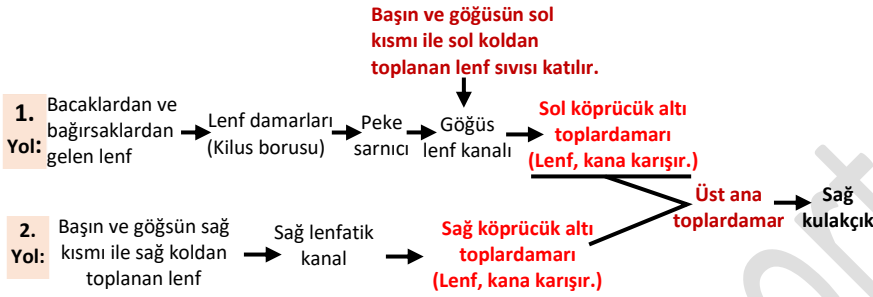 Başın ve göğüsün sol
kısmı ile sol koldan
toplanan lenf sıvısı katılır.
1.
Yol:
Bacaklardan ve
bağırsaklardan
gelen lenf
Lenf damarları
(Kilus borusu)
Peke
sarnıcı
Göğüs
lenf kanalı
Sol köprücük altı
toplardamarı
(Lenf, kana karışır.)
2.
Yol:
Başın ve göğsün sağ
kısmı ile sağ koldan
toplanan lenf
Sağ lenfatik
kanal
Sağ köprücük altı
toplardamarı
(Lenf, kana karışır.)
Üst ana
toplardamar
Sağ
kulakçık